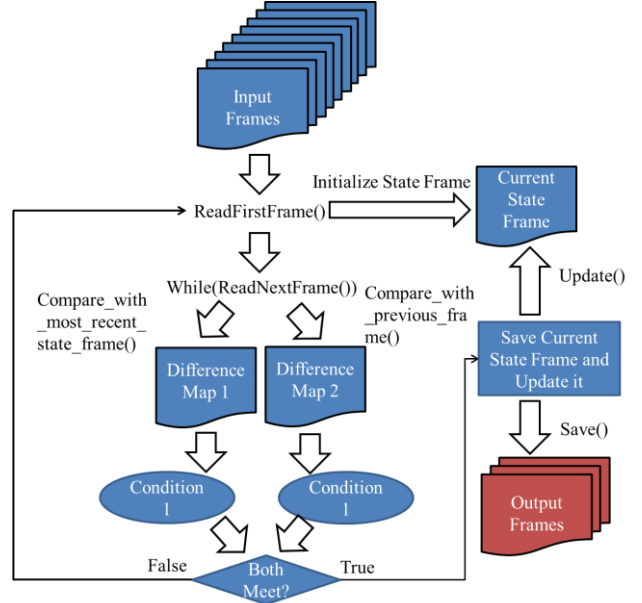 Input
Frames
Initialize State Frame
Current
State
Frame
ReadFirstFrame()
Update()
While(ReadNextFrame())
Compare_with
_most_recent_
state_frame()
Compare_with
_previous_fra
me()
Save Current
State Frame and
Update it
Difference
Map 1
Difference
Map 2
Save()
Condition
1
Condition
1
Output
Frames
False
Both
Meet?
True